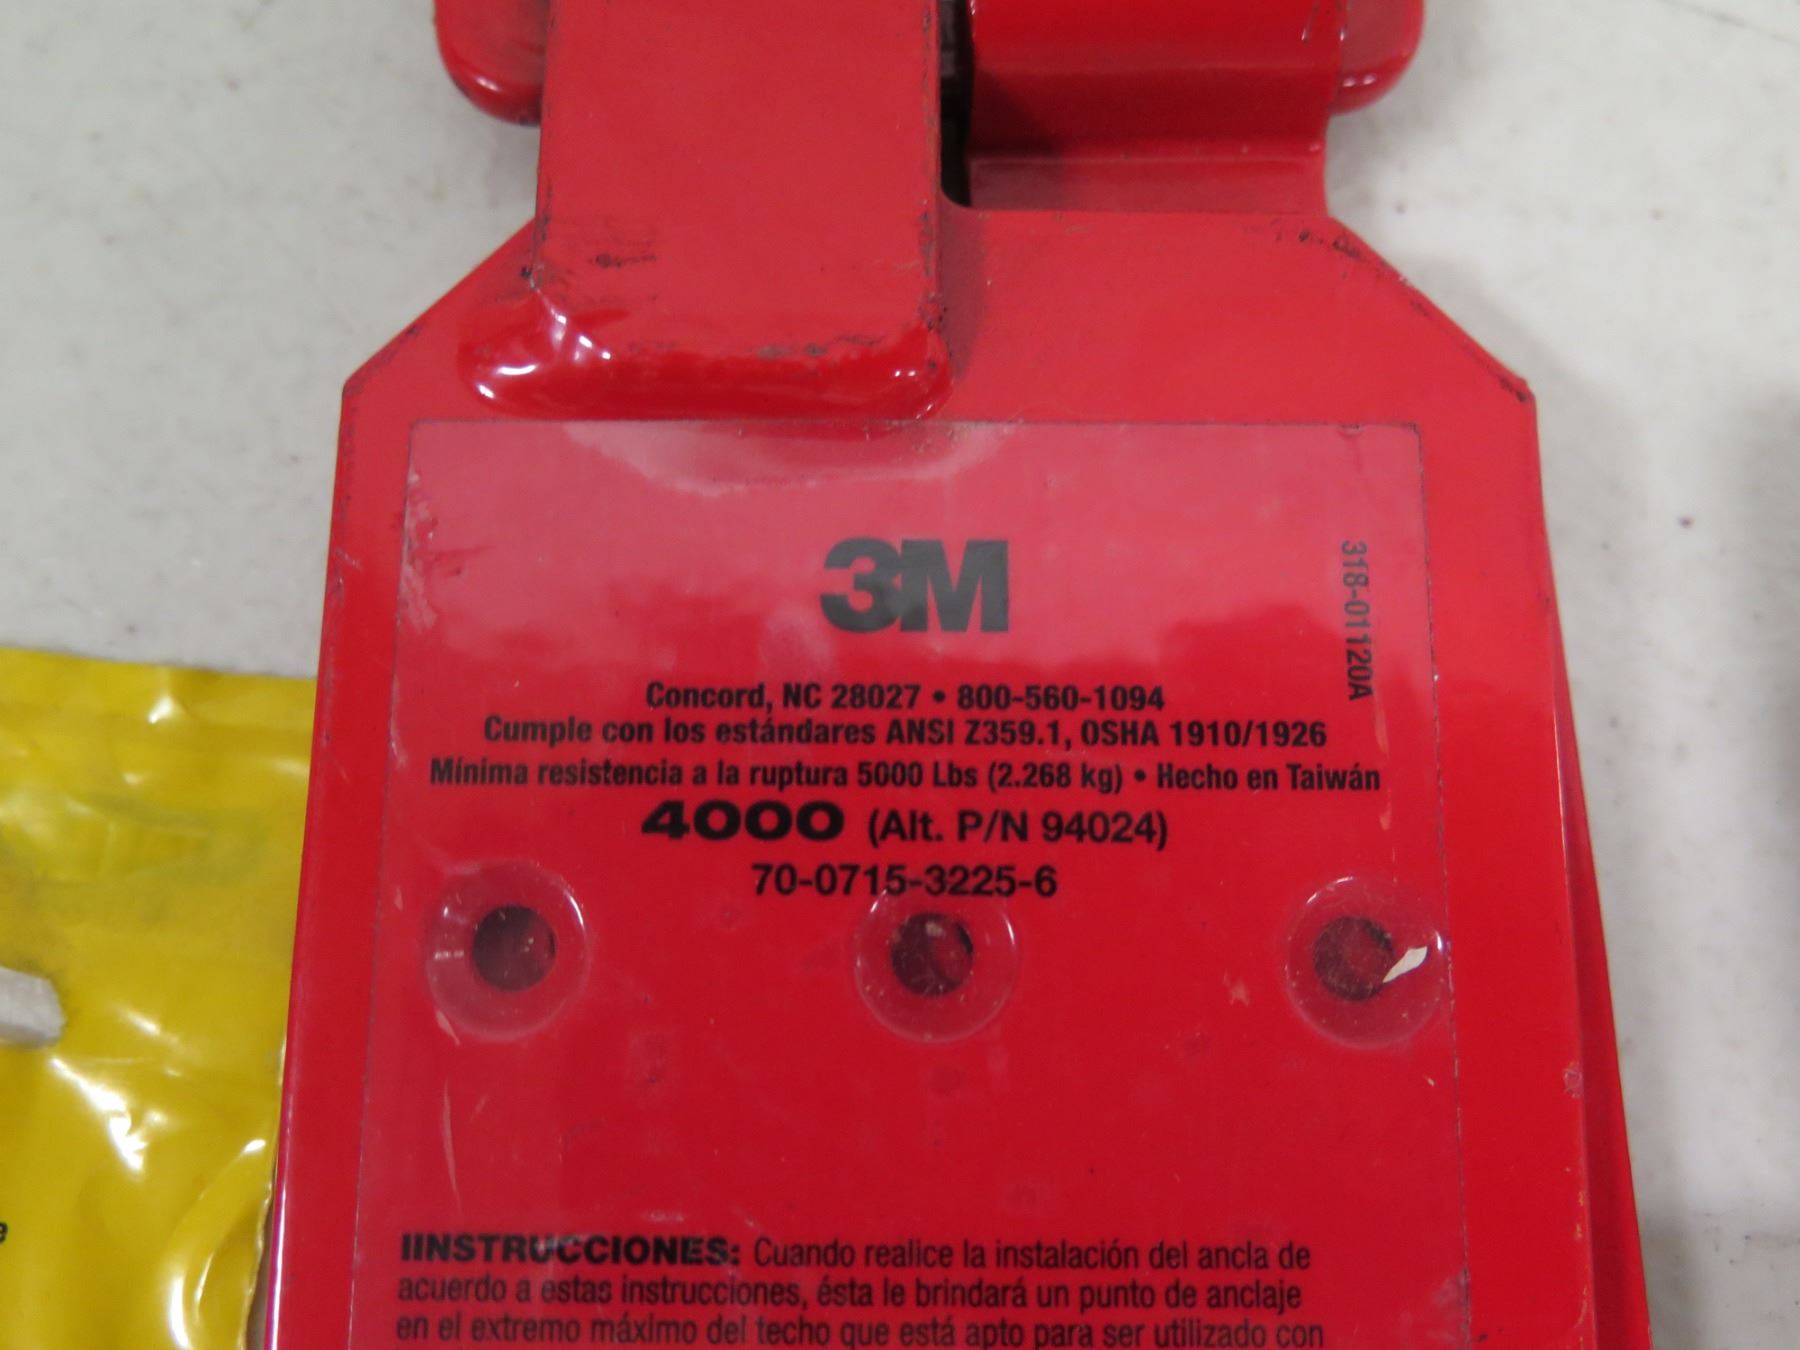 3M
318-01120A
Concord, NC 28027 • 800-560-1094
Cumple con los estándares ANSI Z359.1, OSHA 1910/1926
Mínima resistencia a la ruptura 5000 Lbs (2.268 kg) • Hecho en Taiwán
4000 (Alt. P/N 94024)
70-0715-3225-6
IINSTRUCCIONES: Cuando realice la instalación del ancla de
acuerdo a estas instrucciones, ésta le brindará un punto de anclaje
en el extremo máximo del techo que está apto para ser utilizado con